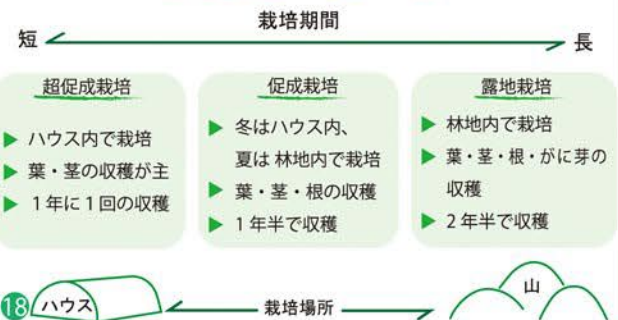 栽培期間
短
長
超促成栽培
▶ ハウス内で栽培
▶ 葉・茎の収穫が主
▶ 1年に1回の収穫
促成栽培
▶ 冬はハウス内、
夏は 林地内で栽培
▶ 葉・茎・根の収穫
▶ 1年半で収穫
露地栽培
▶ 林地内で栽培
▶ 葉・茎・根・がに芽の
収穫
▶ 2年半で収穫
18
ハウス
栽培場所
山